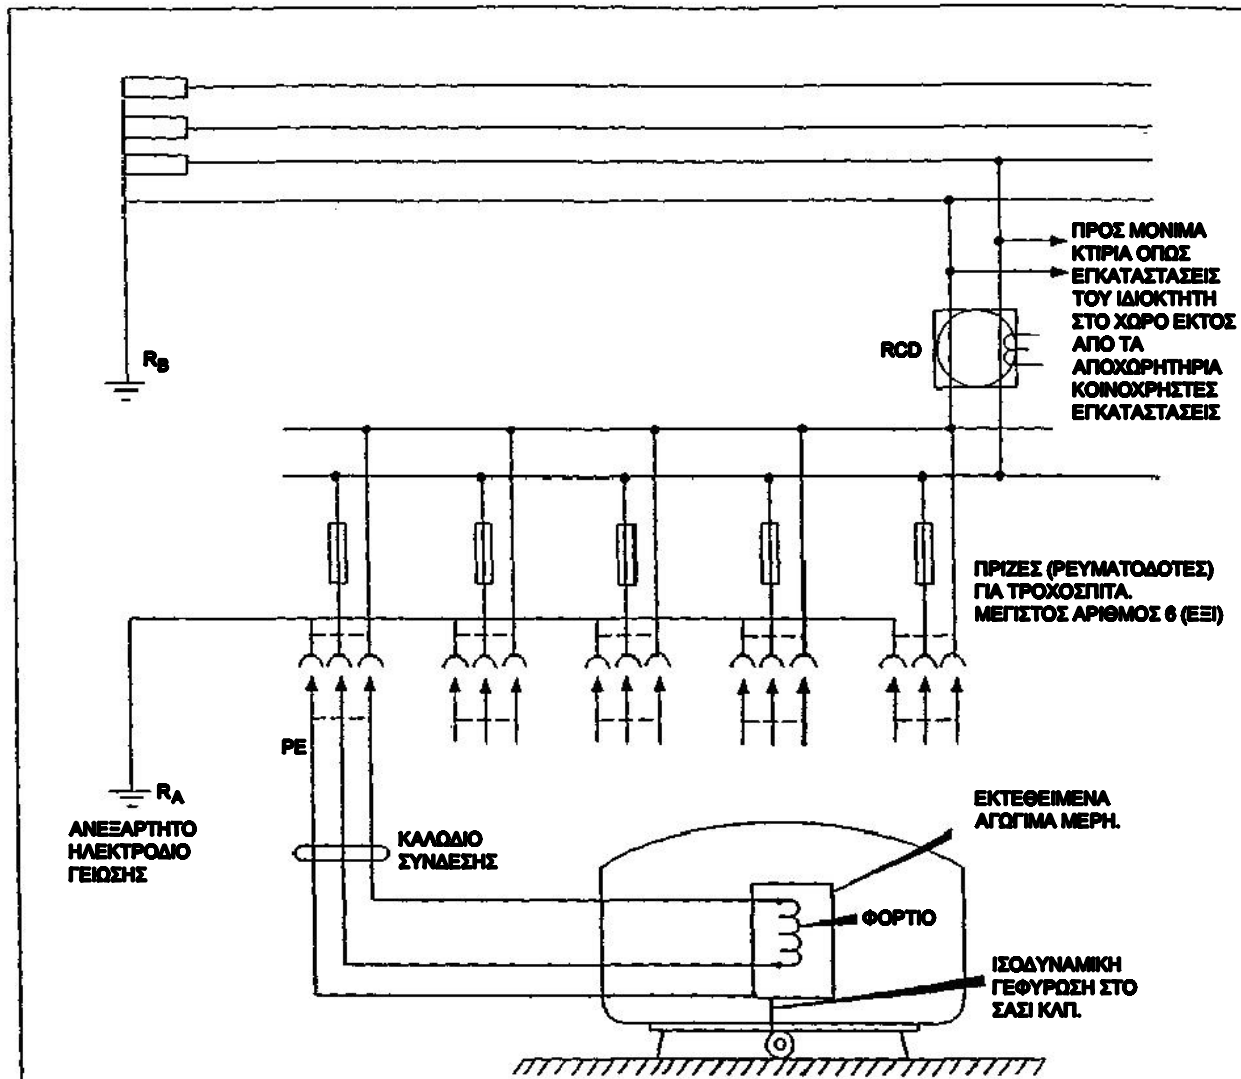 ΠΡΟΣ ΜΟΝΙΜΑ
ΚΤΙΡΙΑ ΟΠΩΣ
ΕΓΚΑΤΑΣΤΑΣΕΙΣ
ΤΟΥ ΙΔΙΟΚΤΗΤΗ
ΣΤΟ ΧΩΡΟ ΕΚΤΟΣ
ΑΠΟ ΤΑ
ΑΠΟΧΩΡΗΤΗΡΙΑ
ΚΟΙΝΟΧΡΗΣΤΕΣ
ΕΓΚΑΤΑΣΤΑΣΕΙΣ
RCD
RB
ΠΡΙΖΕΣ (ΡΕΥΜΑΤΟΔΟΤΕΣ)
ΓΙΑ ΤΡΟΧΟΣΠΙΤΑ.
ΜΕΓΙΣΤΟΣ ΑΡΙΘΜΟΣ 6 (ΕΞΙ)
PE
RA
ΑΝΕΞΑΡΤΗΤΟ
ΗΛΕΚΤΡΟΔΙΟ
ΓΕΙΩΣΗΣ
ΚΑΛΩΔΙΟ
ΣΥΝΔΕΣΗΣ
ΕΚΤΕΘΕΙΜΕΝΑ
ΑΓΩΓΙΜΑ ΜΕΡΗ.
ΦΟΡΤΙΟ
ΙΣΟΔΥΝΑΜΙΚΗ
ΓΕΦΥΡΩΣΗ ΣΤΟ
ΣΑΣΙ ΚΛΠ.